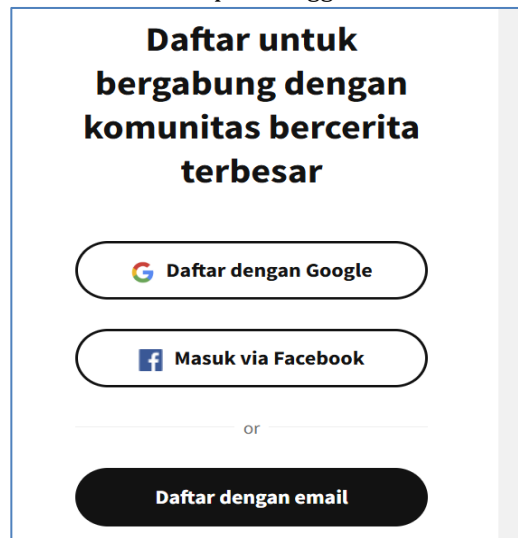 Daftar untuk
bergabung dengan
komunitas bercerita
terbesar
Daftar dengan Google
Masuk via Facebook
or
Daftar dengan email